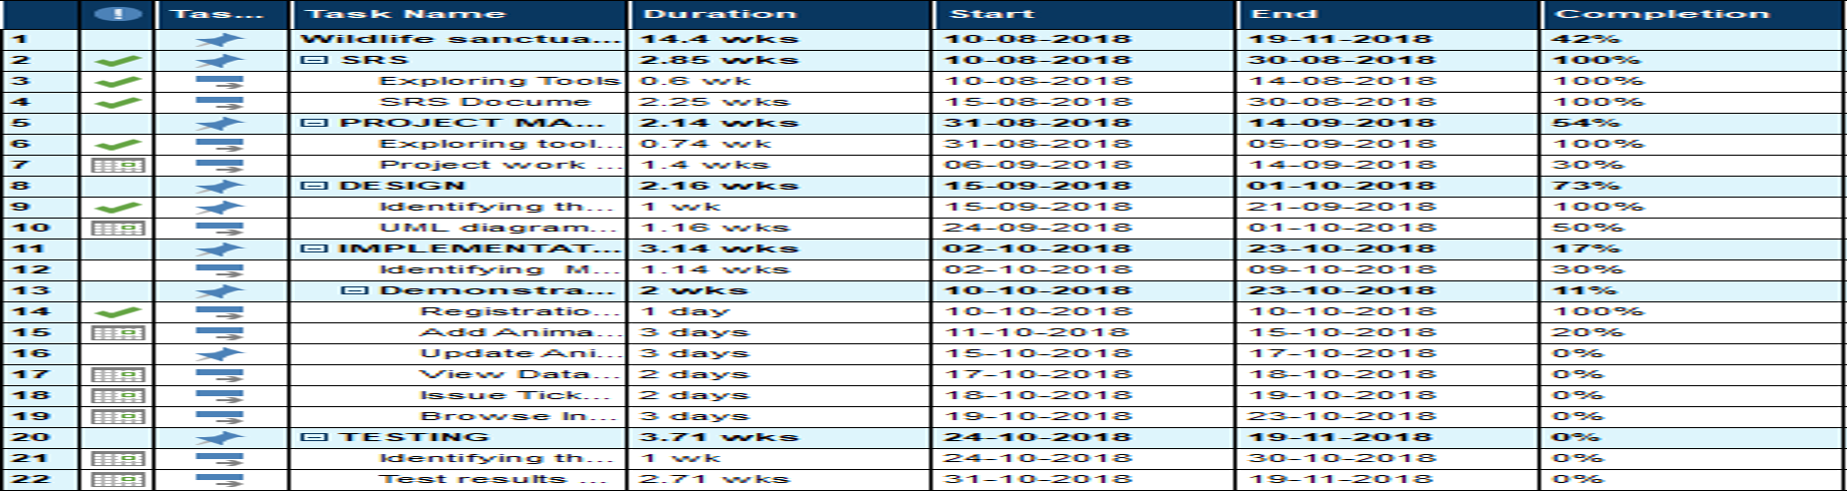 Tas... Task Name Duration Start End Completion
1 Wildlife sanctua... 14.4 wks 10-08-2018 19-11-2018 42%
2 SRS 2.85 wks 10-08-2018 30-08-2018 100%
3 Exploring Tools 0.6 wk 10-08-2018 14-08-2018 100%
4 SRS Docume 2.25 wks 15-08-2018 30-08-2018 100%
5 PROJECT MA... 2.14 wks 31-08-2018 14-09-2018 54%
6 Exploring tool... 0.74 wk 31-08-2018 05-09-2018 100%
7 Project work ... 1.4 wks 06-09-2018 14-09-2018 30%
8 DESIGN 2.16 wks 15-09-2018 01-10-2018 73%
9 Identifying th... 1 wk 15-09-2018 21-09-2018 100%
10 UML diagram... 1.16 wks 24-09-2018 01-10-2018 50%
11 IMPLEMENTAT... 3.14 wks 02-10-2018 23-10-2018 17%
12 Identifying M... 1.14 wks 02-10-2018 09-10-2018 30%
13 Demonstra... 2 wks 10-10-2018 23-10-2018 11%
14 Registratio... 1 day 10-10-2018 10-10-2018 100%
15 Add Anima... 3 days 11-10-2018 15-10-2018 20%
16 Update Ani... 3 days 15-10-2018 17-10-2018 0%
17 View Data... 2 days 17-10-2018 18-10-2018 0%
18 Issue Tick... 2 days 18-10-2018 19-10-2018 0%
19 Browse In... 3 days 19-10-2018 23-10-2018 0%
20 TESTING 3.71 wks 24-10-2018 19-11-2018 0%
21 Identifying th... 1 wk 24-10-2018 30-10-2018 0%
22 Test results ... 2.71 wks 31-10-2018 19-11-2018 0%